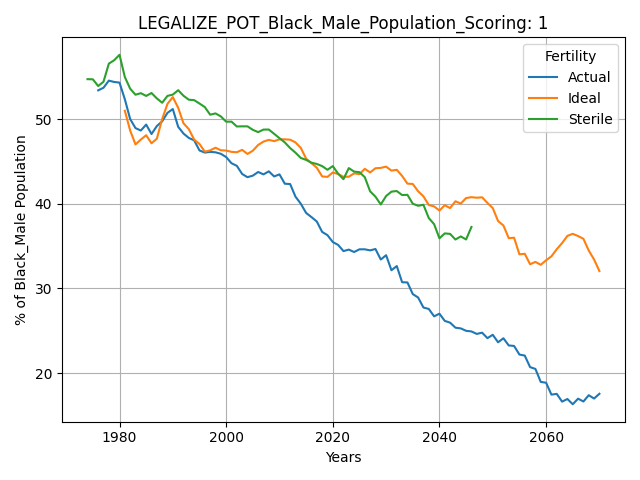 LEGALIZE_POT_Black_Male_Population_Scoring: 1
Fertility
Actual
Ideal
Sterile
% of Black_Male Population
50
40
30
20
1980
2000
2020
2040
2060
Years